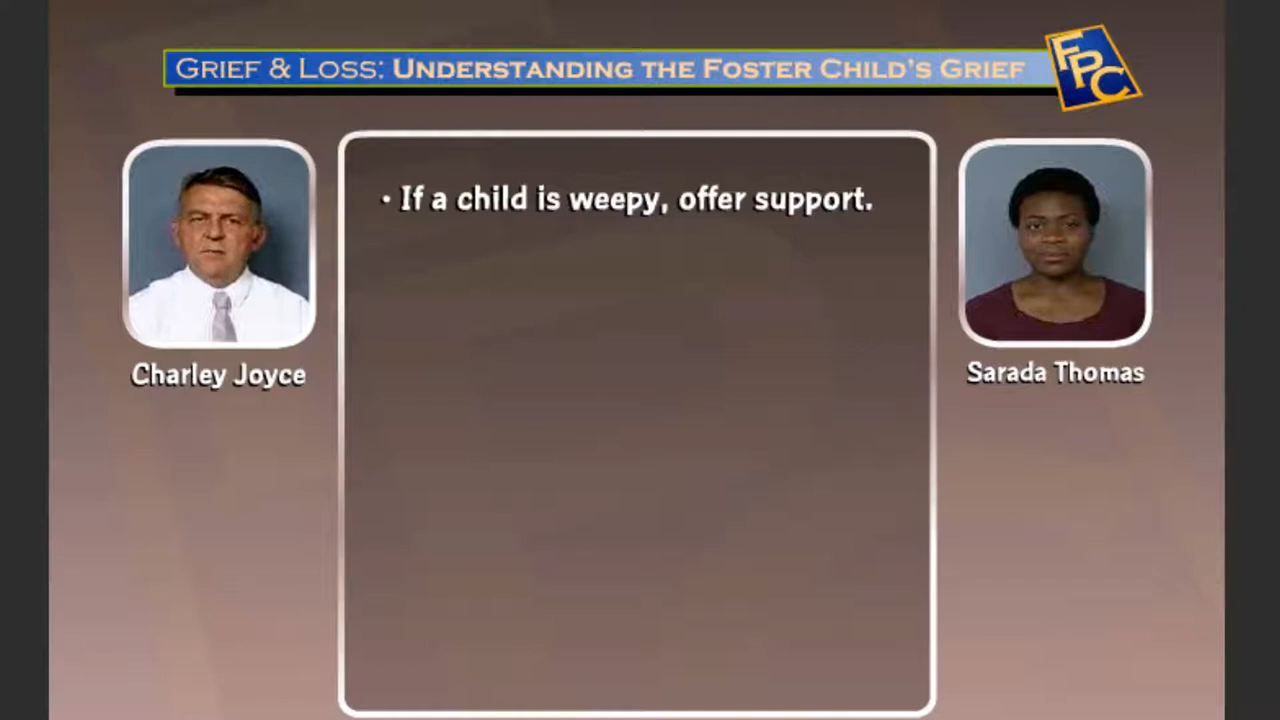 GRIEF & LOSS: UNDERSTANDING THE FOSTER CHILD'S GRIEF
FPC
• If a child is weepy, offer support.
Charley Joyce
Sarada Thomas